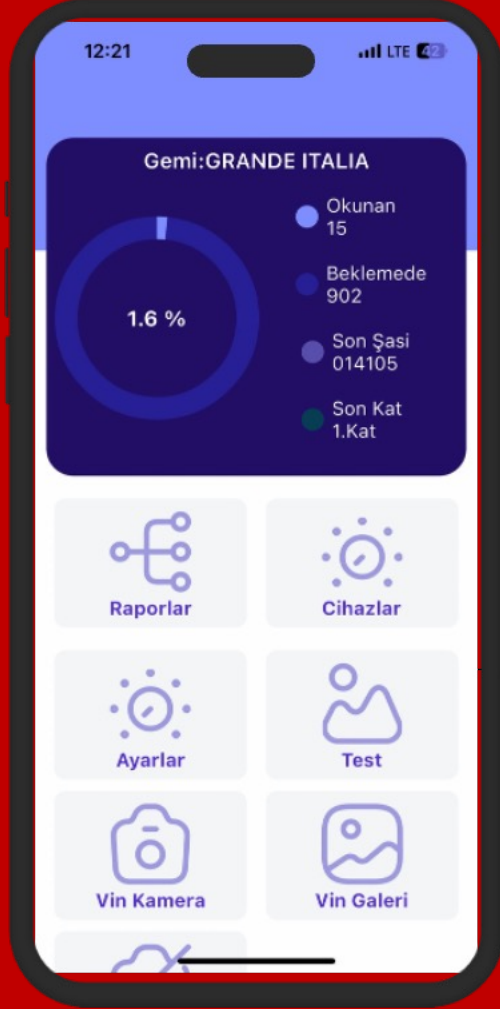 12:21
LTE 42
Gemi:GRANDE ITALIA
Okunan
15
Beklemede
902
1.6 %
Son Şasi
014105
Son Kat
1.Kat
Raporlar
Cihazlar
Ayarlar
Test
Vin Kamera
Vin Galeri